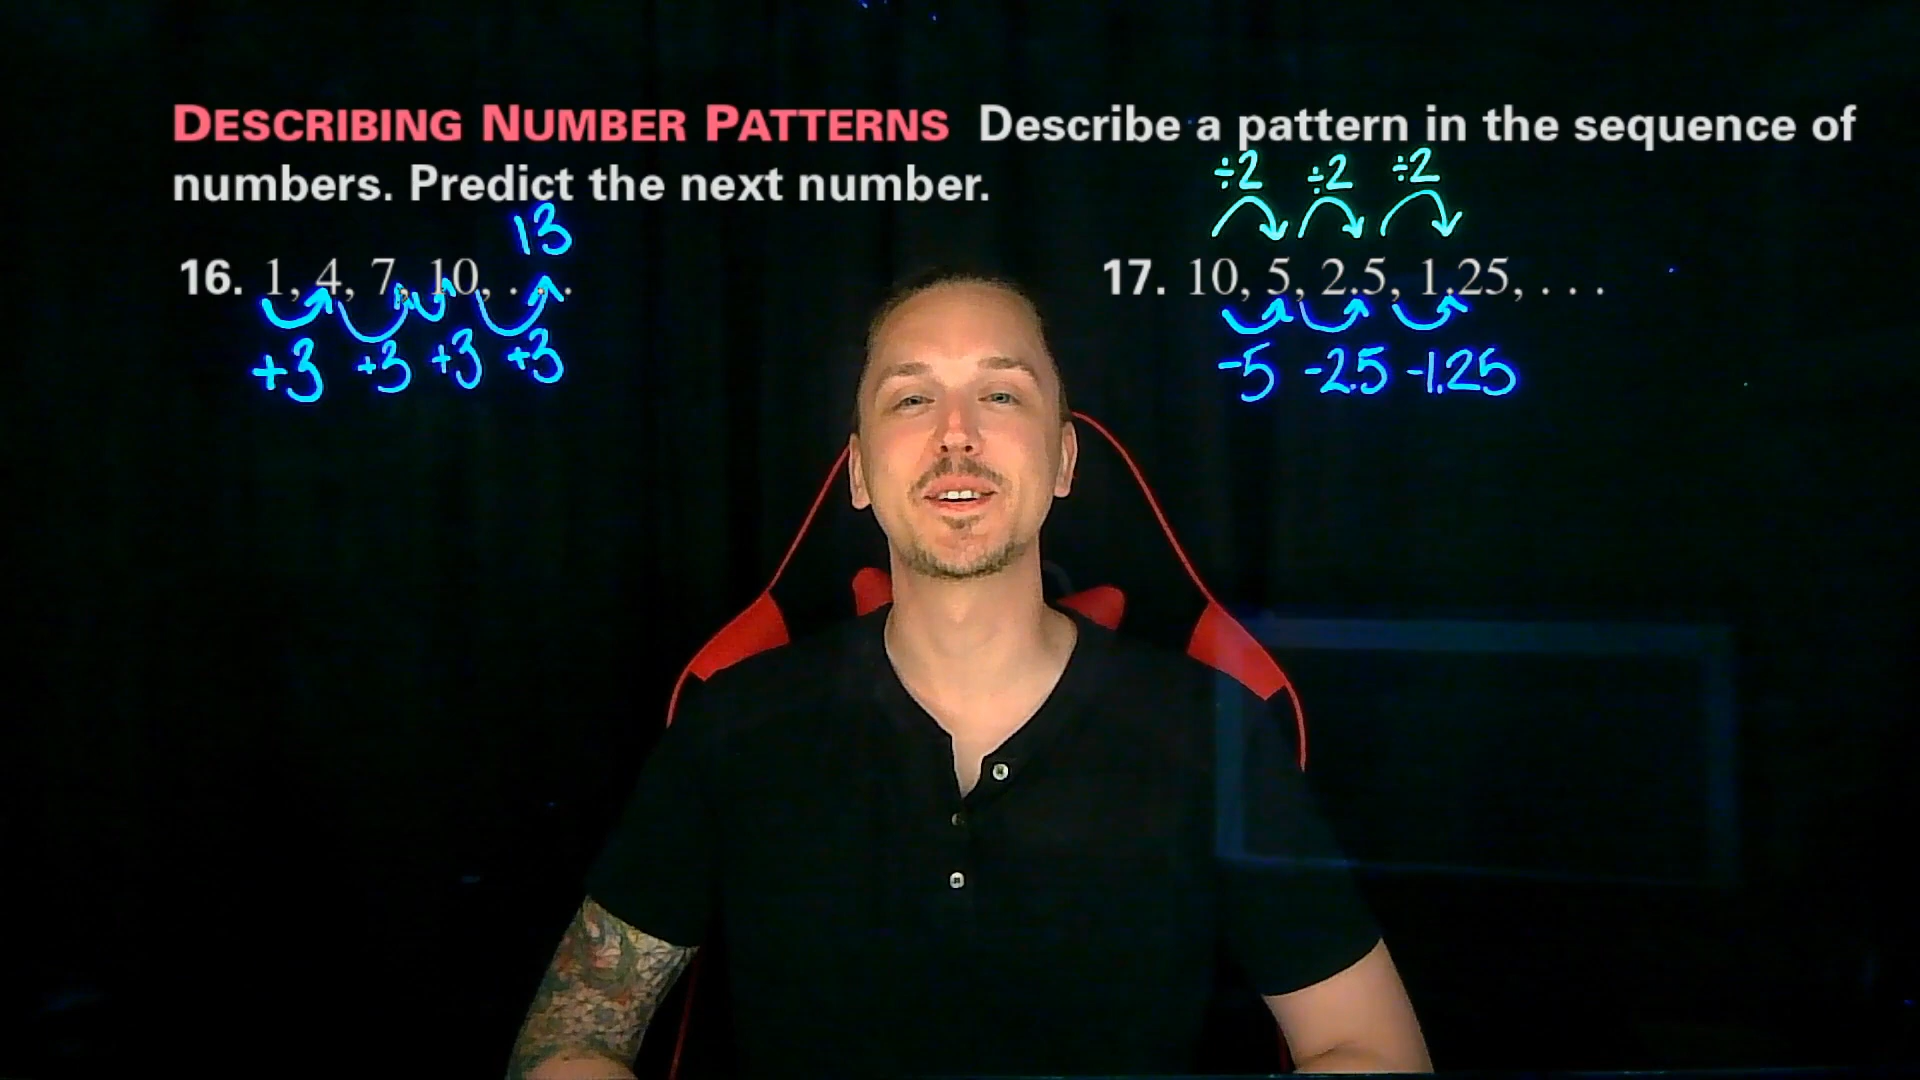 DESCRIBING NUMBER PATTERNS Describe a pattern in the sequence of
numbers. Predict the next number.
÷2 ÷2 ÷2
13
16. 1, 4, 7, 10, . . .
17. 10, 5, 2.5, 1.25, . . .
+3 +3 +3 +3
-5 -2.5 -1.25